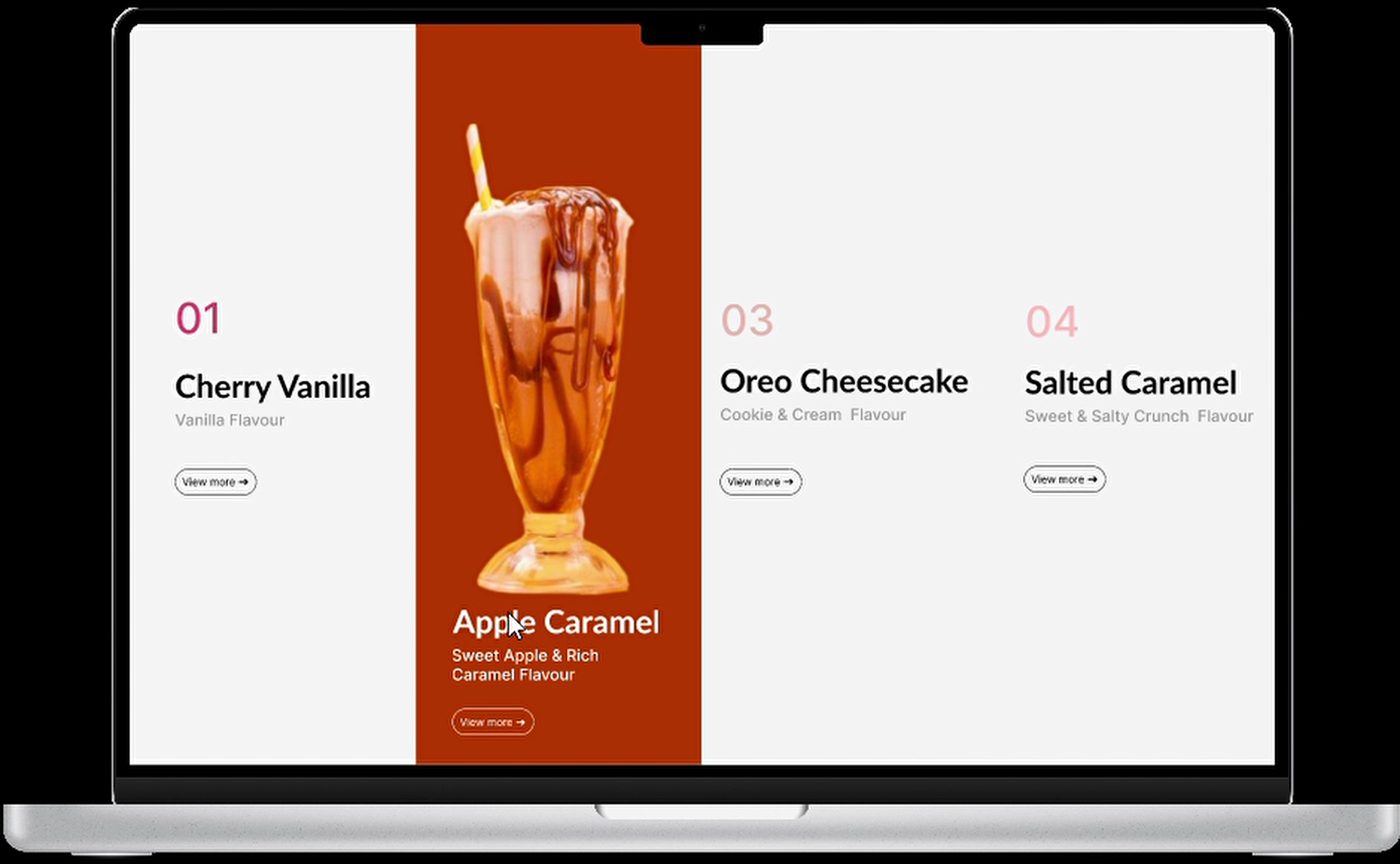 01
Cherry Vanilla
Vanilla Flavour
View more →
Apple Caramel
Sweet Apple & Rich
Caramel Flavour
View more →
03
Oreo Cheesecake
Cookie & Cream  Flavour
View more →
04
Salted Caramel
Sweet & Salty Crunch  Flavour
View more →